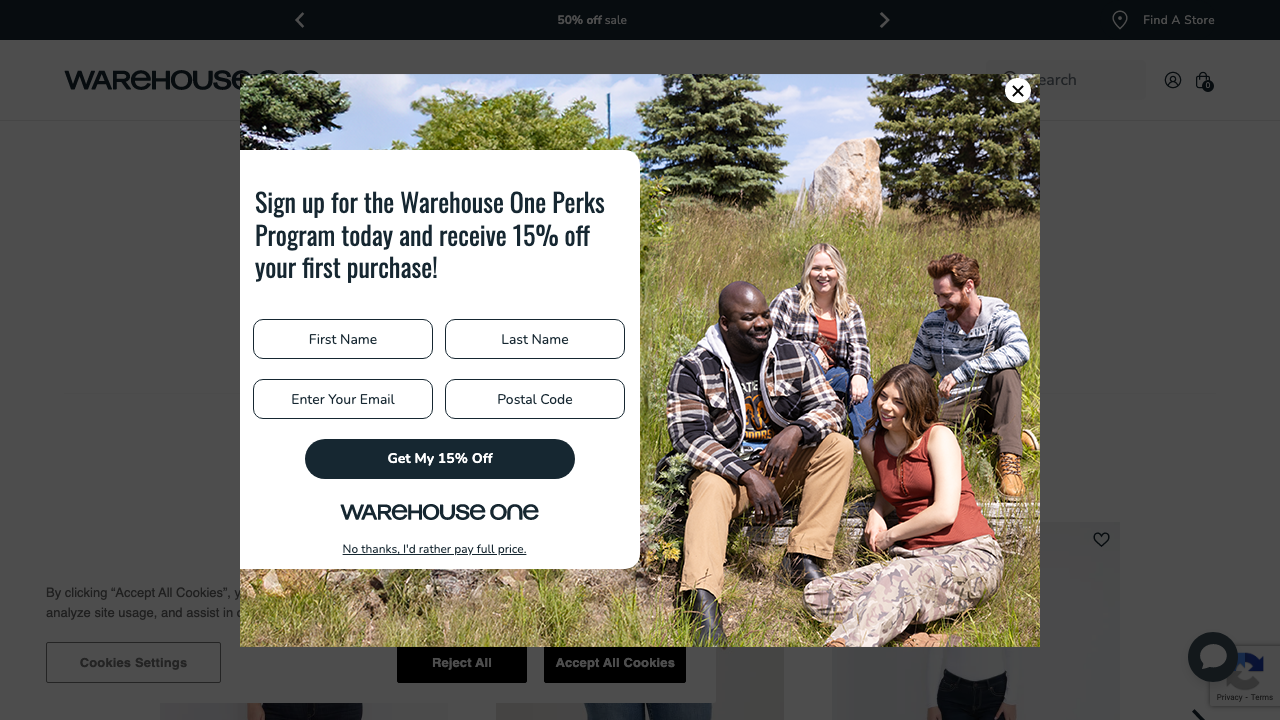 50% off sale
Find A Store
WAREHOUSE ONE
earch
0
Sign up for the Warehouse One Perks
Program today and receive 15% off
your first purchase!
First Name
Last Name
Enter Your Email
Postal Code
Get My 15% Off
WAREHOUSE ONE
No thanks, I'd rather pay full price.
By clicking “Accept All Cookies”,
analyze site usage, and assist in
Cookies Settings
Reject All
Accept All Cookies
Privacy - Terms